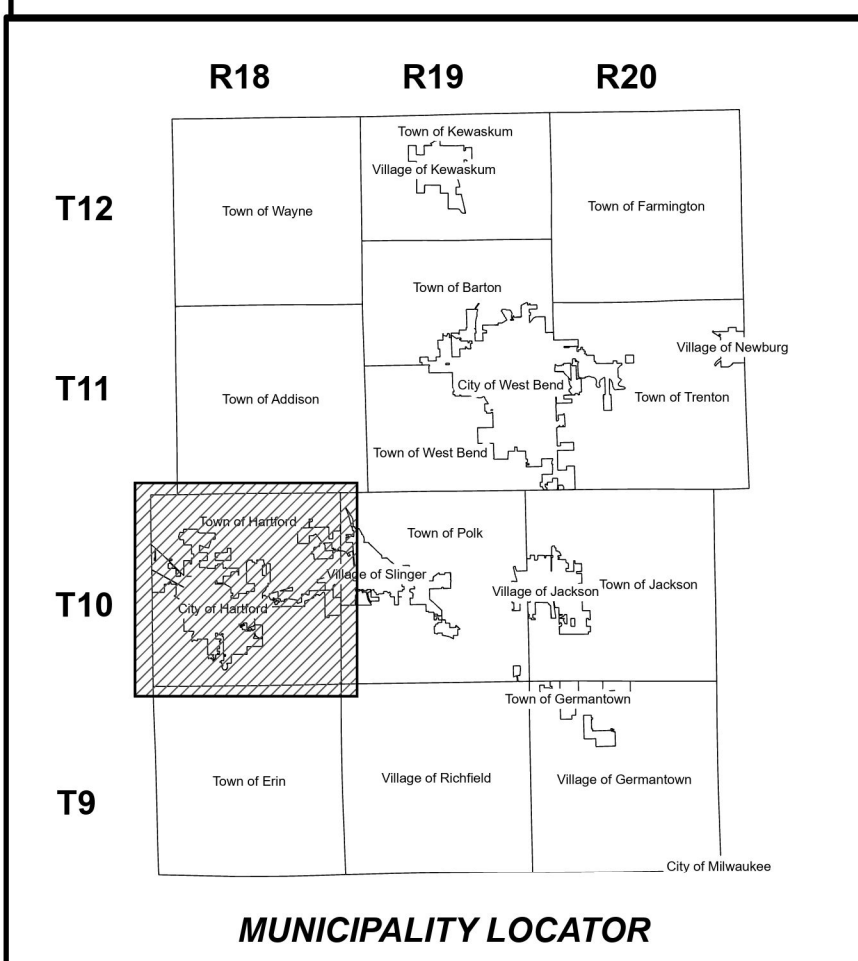 R18 R19 R20
Town of Kewaskum
Village of Kewaskum
T12
Town of Wayne
Town of Farmington
Town of Barton
Village of Newburg
T11
City of West Bend
Town of Addison
Town of Trenton
Town of West Bend
Town of Hartford
Town of Polk
Village of Slinger
Town of Jackson
Village of Jackson
T10
City of Hartford
Town of Germantown
Town of Erin
Village of Richfield
Village of Germantown
T9
City of Milwaukee
MUNICIPALITY LOCATOR